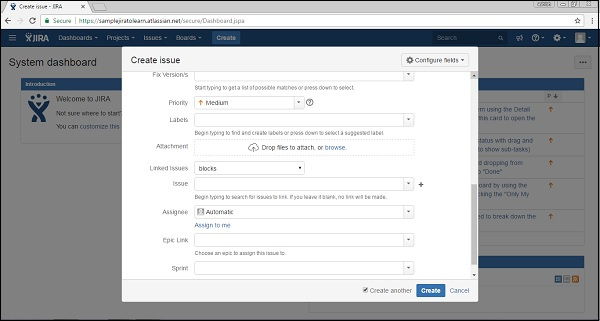 Create issue - JIRA
Secure | https://samplejiratolearn.atlassian.net/secure/Dashboard.jspa
JIRA Dashboards Projects Issues Boards Create Search
System dashboard
Introduction
Welcome to JIRA
Not sure where to start?
You can customize this
Create issue
Configure fields
Fix Version/s
Start typing to get a list of possible matches or press down to select.
Priority Medium
Labels
Begin typing to find and create labels or press down to select a suggested label.
Attachment Drop files to attach, or browse.
Linked Issues blocks
Issue
Begin typing to search for issues to link. If you leave it blank, no link will be made.
Assignee Automatic
Assign to me
Epic Link
Choose an epic to assign this issue to.
Sprint
Create another Create Cancel
P
m using the Detail
this card to open the
status with drag and
to show sub-tasks)
d dropping from
to "Done"
board by using the
cking the "Only My
ed to break down the